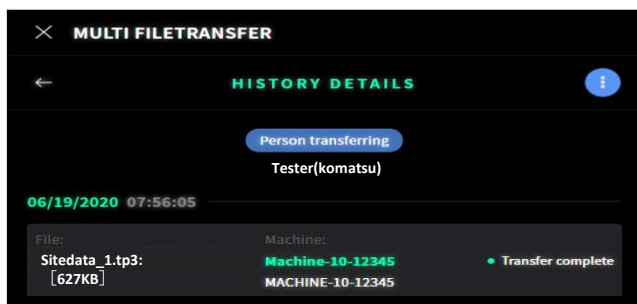 MULTI FILETRANSFER
HISTORY DETAILS
Person transferring
Tester(komatsu)
06/19/2020 07:56:05
File:
Machine:
Sitedata_1.tp3:
Machine-10-12345
Transfer complete
[627KB]
MACHINE-10-12345